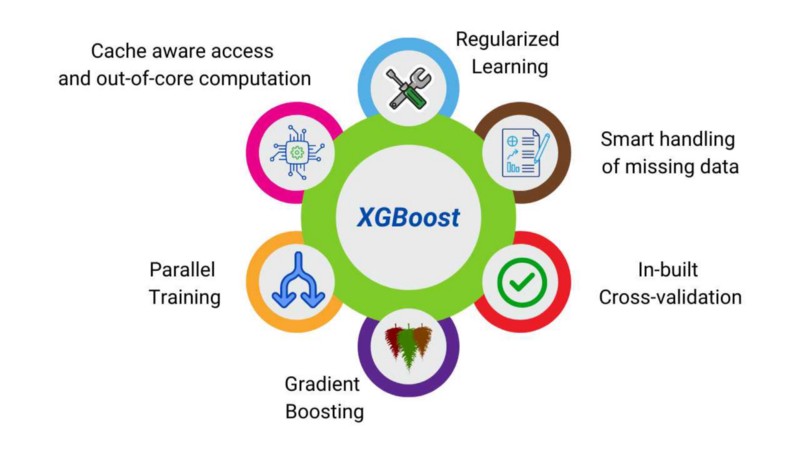 Regularized
Learning
Cache aware access
and out-of-core computation
Smart handling
of missing data
XGBoost
Parallel
Training
In-built
Cross-validation
Gradient
Boosting